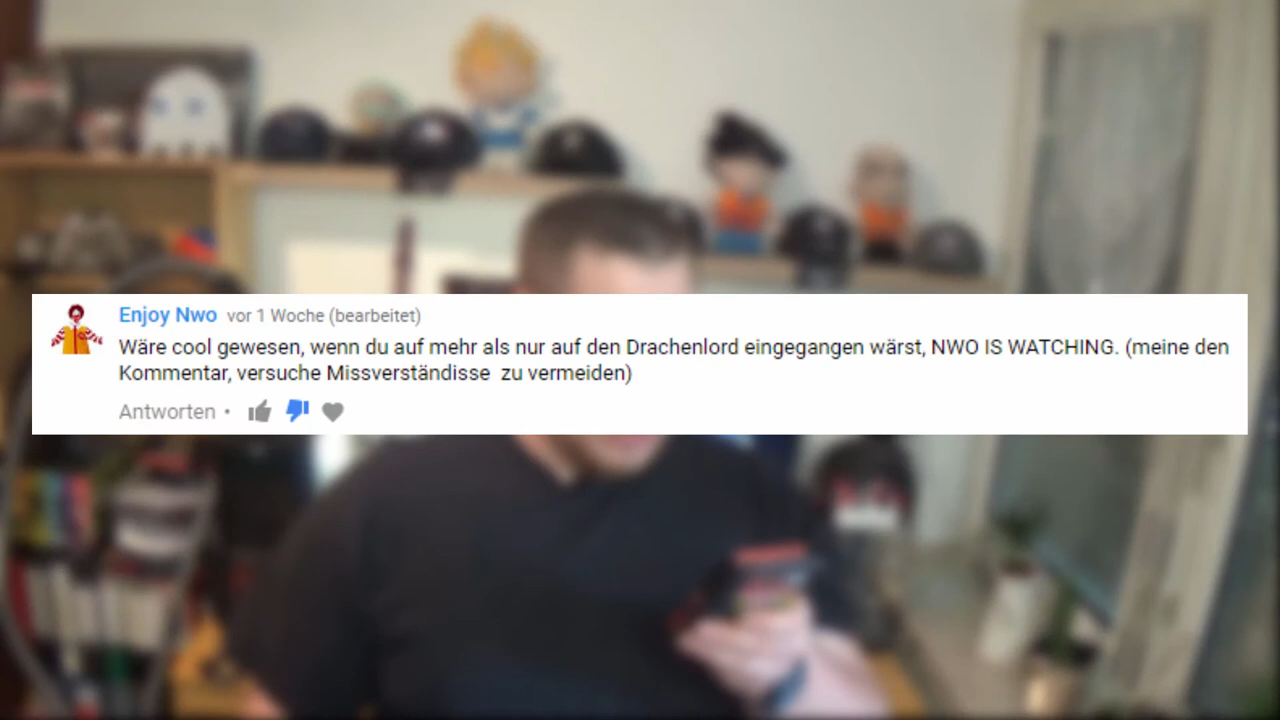 Enjoy Nwo vor 1 Woche (bearbeitet)
Wäre cool gewesen, wenn du auf mehr als nur auf den Drachenlord eingegangen wärst, NWO IS WATCHING. (meine den
Kommentar, versuche Missverständisse zu vermeiden)
Antworten •